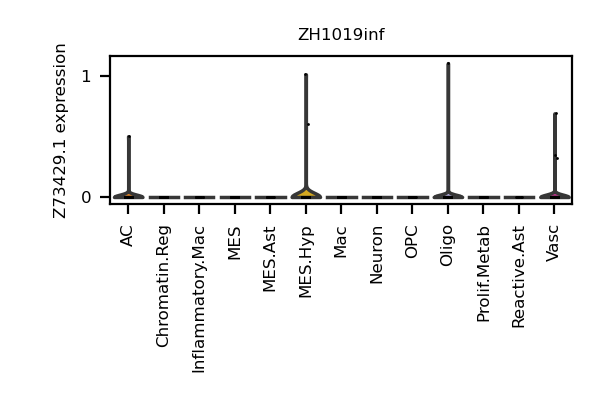 ZH1019inf
Z73429.1 expression
1
0
AC
Chromatin.Reg
Inflammatory.Mac
MES
MES.Ast
MES.Hyp
Mac
Neuron
OPC
Oligo
Prolif.Metab
Reactive.Ast
Vasc